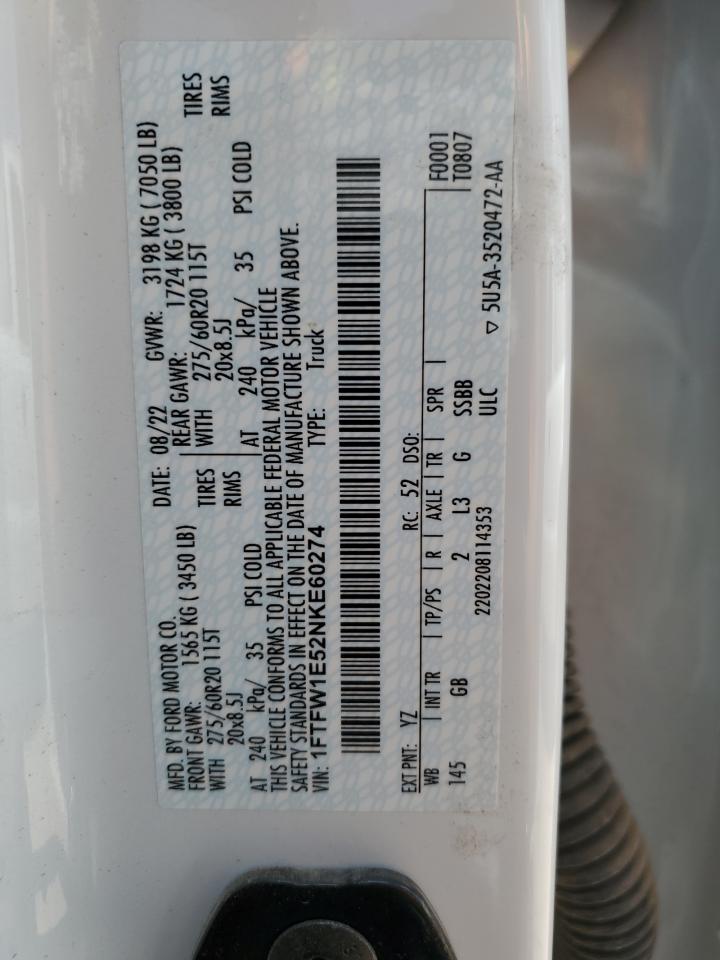 MFD. BY FORD MOTOR CO. DATE: 08/22 GVWR: 3198 KG ( 7050 LB)
FRONT GAWR: 1565 KG ( 3450 LB) REAR GAWR: 1724 KG ( 3800 LB)
WITH 275/60R20 115T TIRES WITH 275/60R20 115T TIRES
20x8.5J RIMS 20x8.5J RIMS
AT 240 kPa/ 35 PSI COLD AT 240 kPa/ 35 PSI COLD
THIS VEHICLE CONFORMS TO ALL APPLICABLE FEDERAL MOTOR VEHICLE
SAFETY STANDARDS IN EFFECT ON THE DATE OF MANUFACTURE SHOWN ABOVE.
VIN: 1FTFW1E52NKE60274 TYPE: Truck
EXT PNT: YZ RC: 52 DSO: F0001
WB INT TR TP/PS R AXLE TR SPR T0807
145 GB 2 L3 G SSBB
2202208114353 ULC
▽ 5U5A-3520472-AA